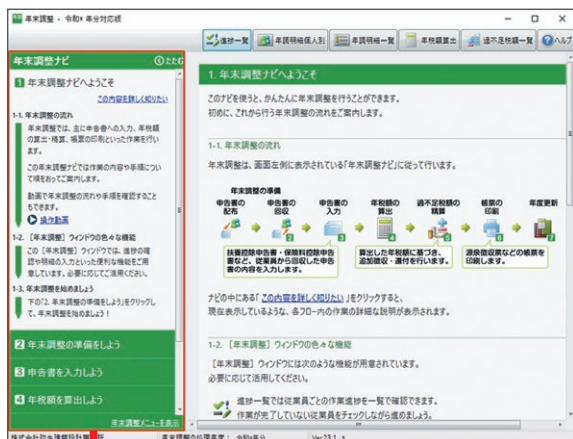 年末調整 - 令和*年分対応版
進捗一覧
年調明細個人別
年調明細一覧
年税額算出
過不足税額一覧
ヘルプ
年末調整ナビ
たたむ
1 年末調整ナビへようこそ
この内容を詳しく知りたい
1-1. 年末調整の流れ
年末調整では、主に申告書への入力、年税額
の算出・精算、帳票の印刷といった作業を行い
ます。
この年末調整ナビでは作業の内容や手順につい
て順をおってご案内します。
動画で年末調整の流れや手順を確認すること
もできます。
操作動画
1-2. [年末調整] ウィンドウの色々な機能
この [年末調整] ウィンドウでは、進捗の確
認や明細の入力といった便利な機能をご用
意しています。必要に応じてご活用ください。
1-3. 年末調整を始めましょう
下の「2. 年末調整の準備をしよう」をクリックし
て、年末調整を始めましょう！
2 年末調整の準備をしよう
3 申告書を入力しよう
4 年税額を算出しよう
年末調整メニューを表示
1. 年末調整ナビへようこそ
このナビを使うと、かんたんに年末調整を行うことができます。
初めに、これから行う年末調整の流れをご案内します。
1-1. 年末調整の流れ
年末調整は、画面左側に表示されている「年末調整ナビ」に従って行います。
年末調整の準備
申告書の
配布
申告書の
回収
申告書の
入力
年税額の
算出
過不足税額の
精算
帳票の
印刷
年度更新
2
3
4
5
6
7
扶養控除申告書・保険料控除申告
書など、従業員から回収した申告
書の内容を入力します。
算出した年税額に基づき、
追加徴収・還付を行います。
源泉徴収票などの帳票を
印刷します。
ナビの中にある「 この内容を詳しく知りたい 」をクリックすると、
現在表示しているような、各フロー内の作業の詳細な説明が表示されます。
1-2. [年末調整] ウィンドウの色々な機能
[年末調整] ウィンドウには次のような機能が用意されています。
必要に応じて活用してください。
進捗一覧では従業員ごとの作業進捗を一覧で確認できます。
作業が完了していない従業員をチェックしながら進めましょう。
年末調整の処理年度： 令和*年分
Ver.23.1.*